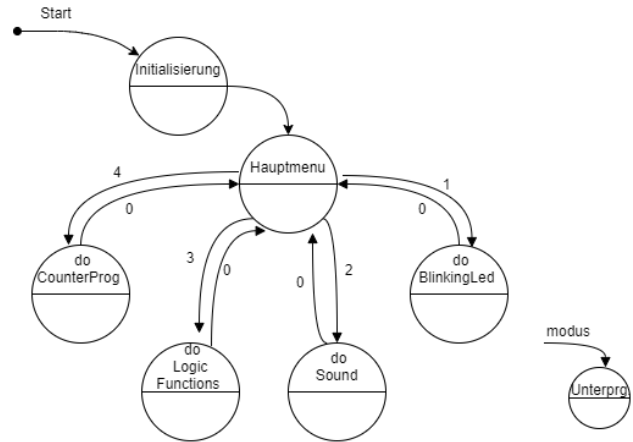 Start
Initialisierung
Hauptmenu
4
0
1
0
3
0
2
0
do
CounterProg
do
BlinkingLed
do
Logic
Functions
do
Sound
modus
Unterprg